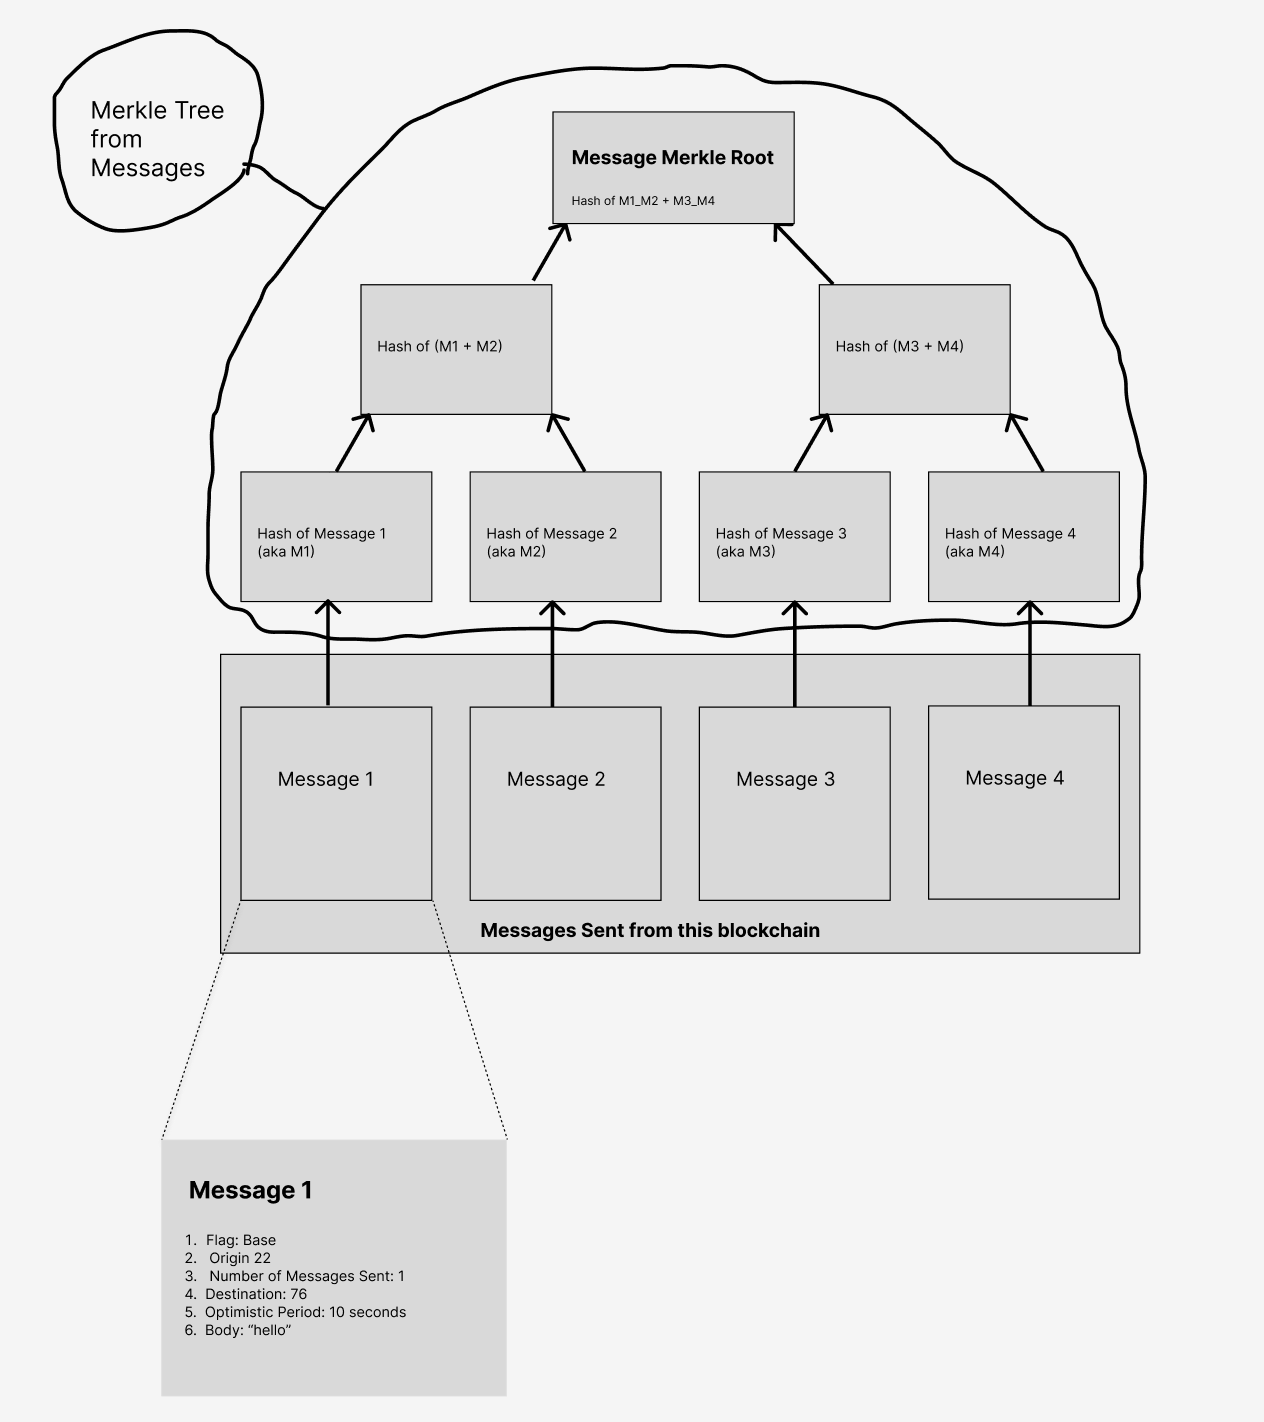 Merkle Tree
from
Messages
Message Merkle Root
Hash of M1_M2 + M3_M4
Hash of (M1 + M2)
Hash of (M3 + M4)
Hash of Message 1
(aka M1)
Hash of Message 2
(aka M2)
Hash of Message 3
(aka M3)
Hash of Message 4
(aka M4)
Message 1
Message 2
Message 3
Message 4
Messages Sent from this blockchain
Message 1
1. Flag: Base
2. Origin 22
3. Number of Messages Sent: 1
4. Destination: 76
5. Optimistic Period: 10 seconds
6. Body: “hello”